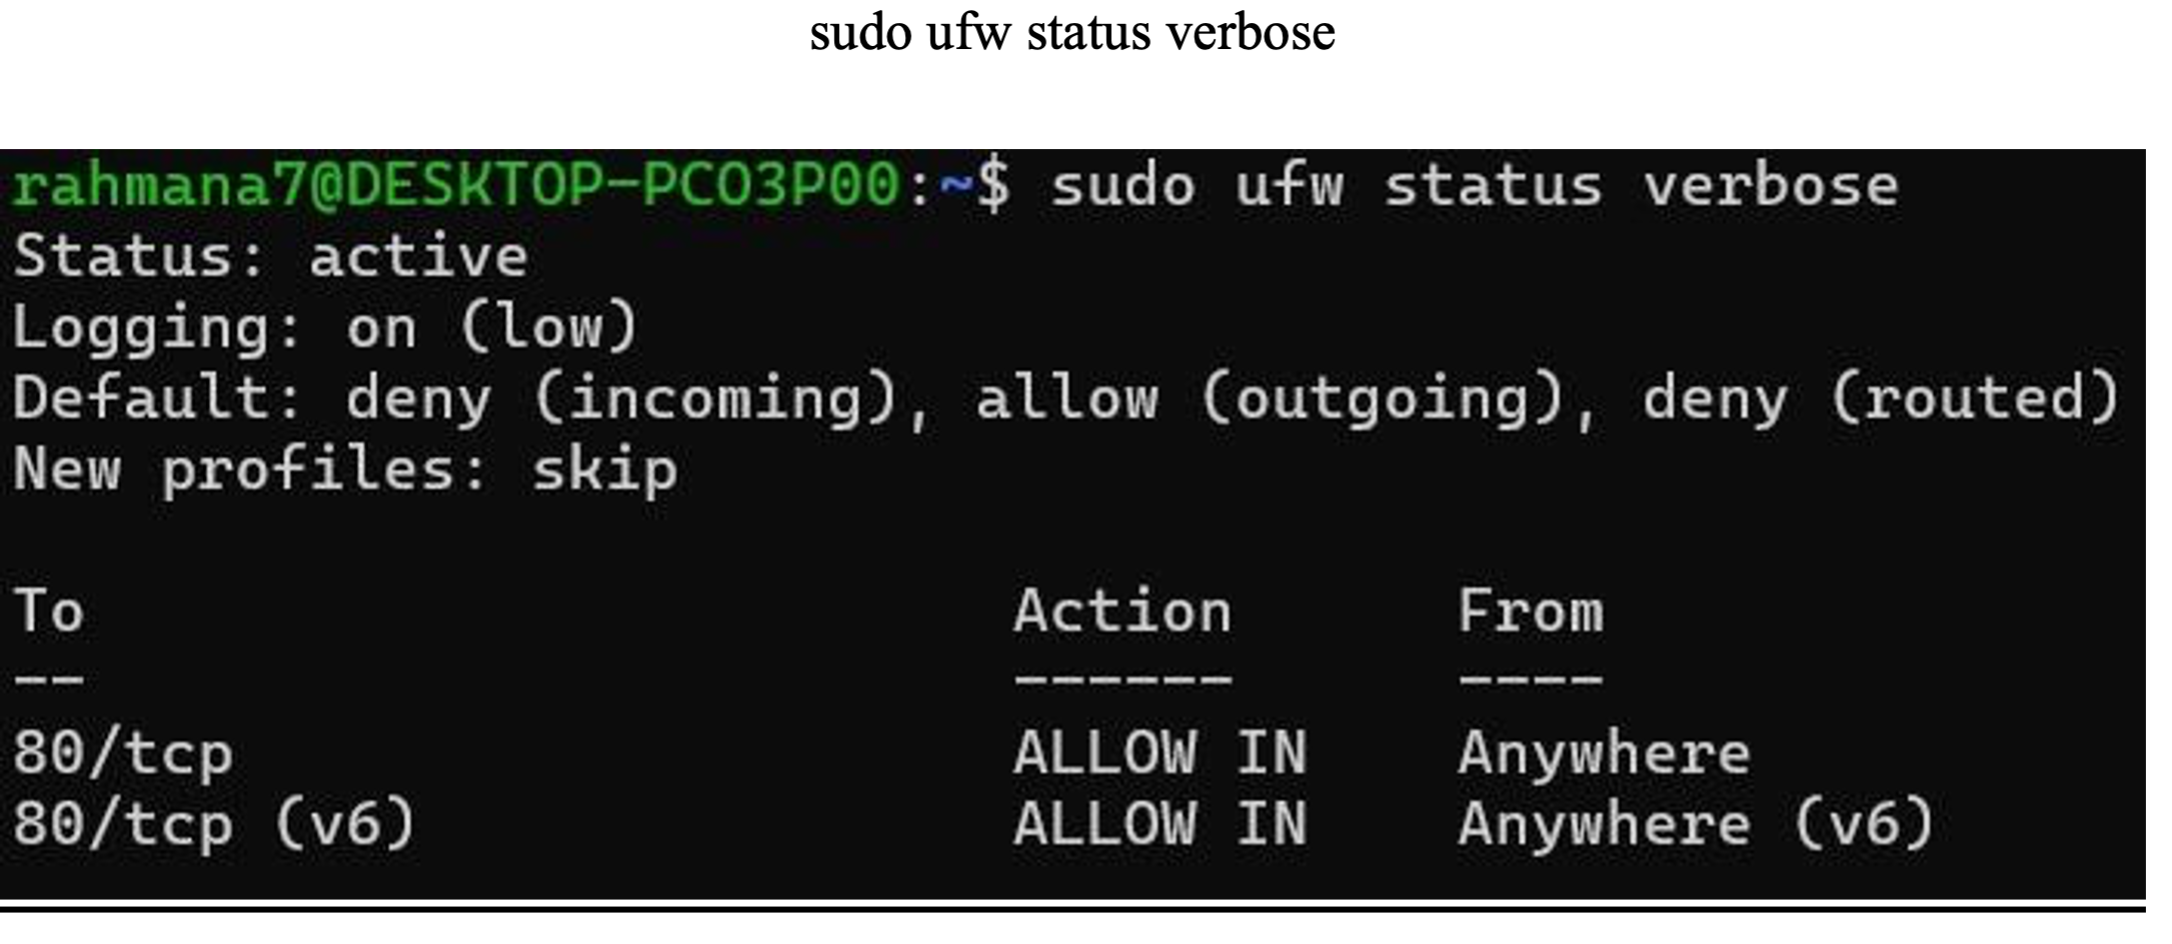 sudo ufw status verbose
rahmana7@DESKTOP-PCO3P00:~$ sudo ufw status verbose
Status: active
Logging: on (low)
Default: deny (incoming), allow (outgoing), deny (routed)
New profiles: skip
To                         Action      From
--                         ------      ----
80/tcp                     ALLOW IN    Anywhere
80/tcp (v6)                ALLOW IN    Anywhere (v6)